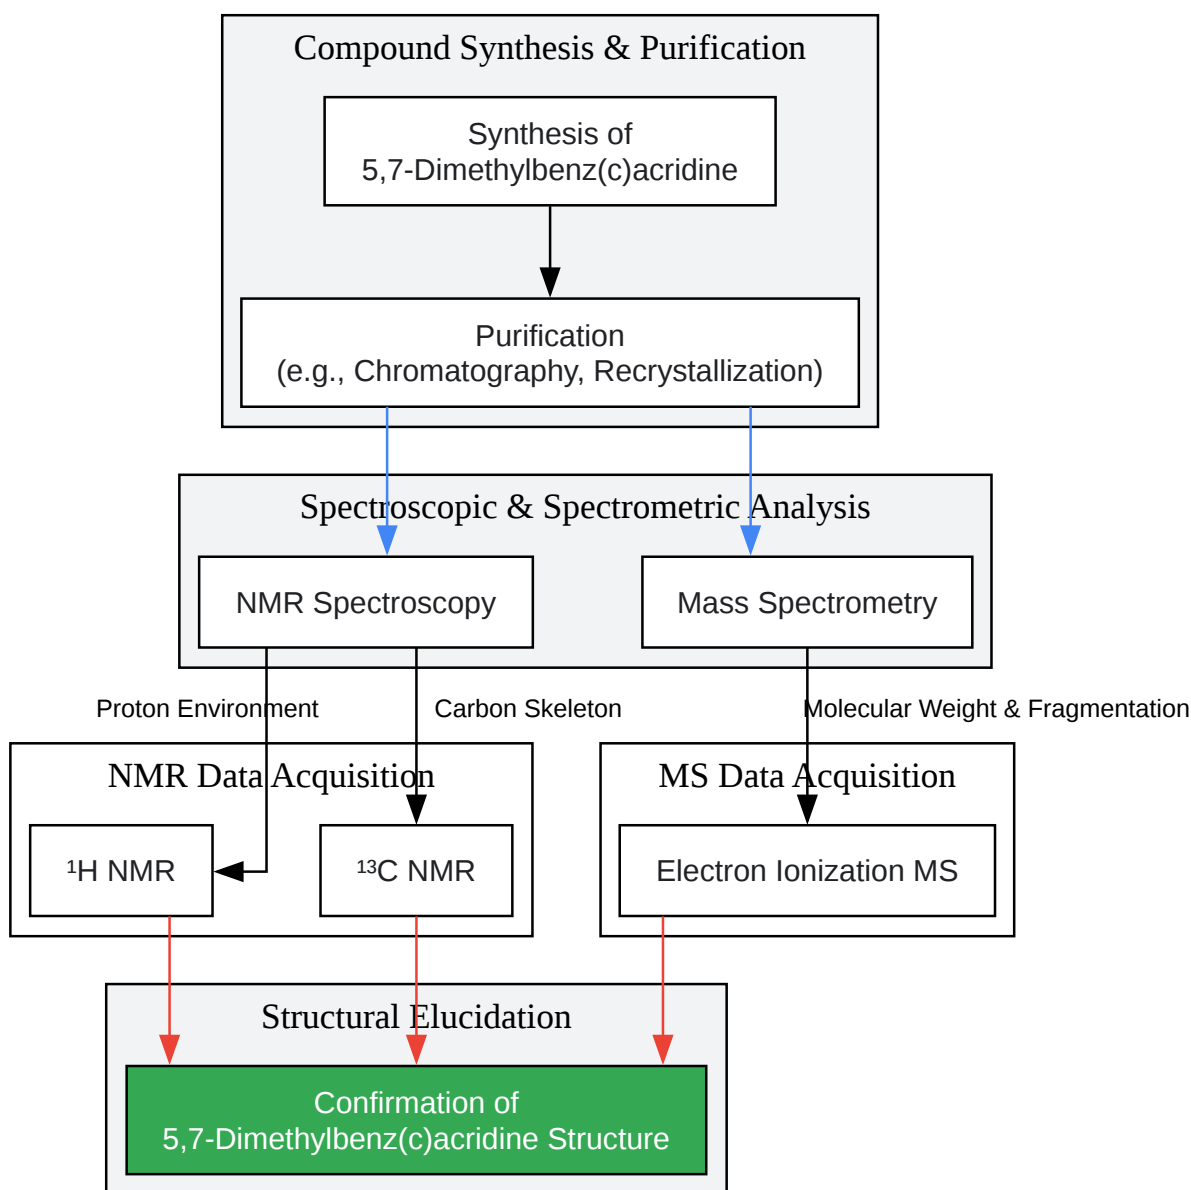 Compound Synthesis & Purification
Synthesis of
5,7-Dimethylbenz(c)acridine
Purification
(e.g., Chromatography, Recrystallization)
Spectroscopic & Spectrometric Analysis
NMR Spectroscopy
Mass Spectrometry
Proton Environment
Carbon Skeleton
Molecular Weight & Fragmentation
NMR Data Acquisition
MS Data Acquisition
¹H NMR
¹³C NMR
Electron Ionization MS
Structural Elucidation
Confirmation of
5,7-Dimethylbenz(c)acridine Structure